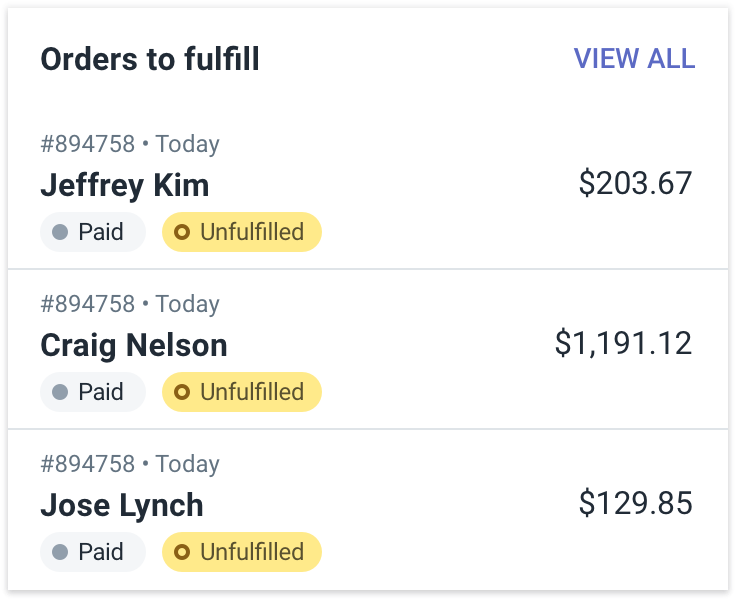 Orders to fulfill VIEW ALL
#894758 • Today
Jeffrey Kim $203.67
Paid Unfulfilled
#894758 • Today
Craig Nelson $1,191.12
Paid Unfulfilled
#894758 • Today
Jose Lynch $129.85
Paid Unfulfilled